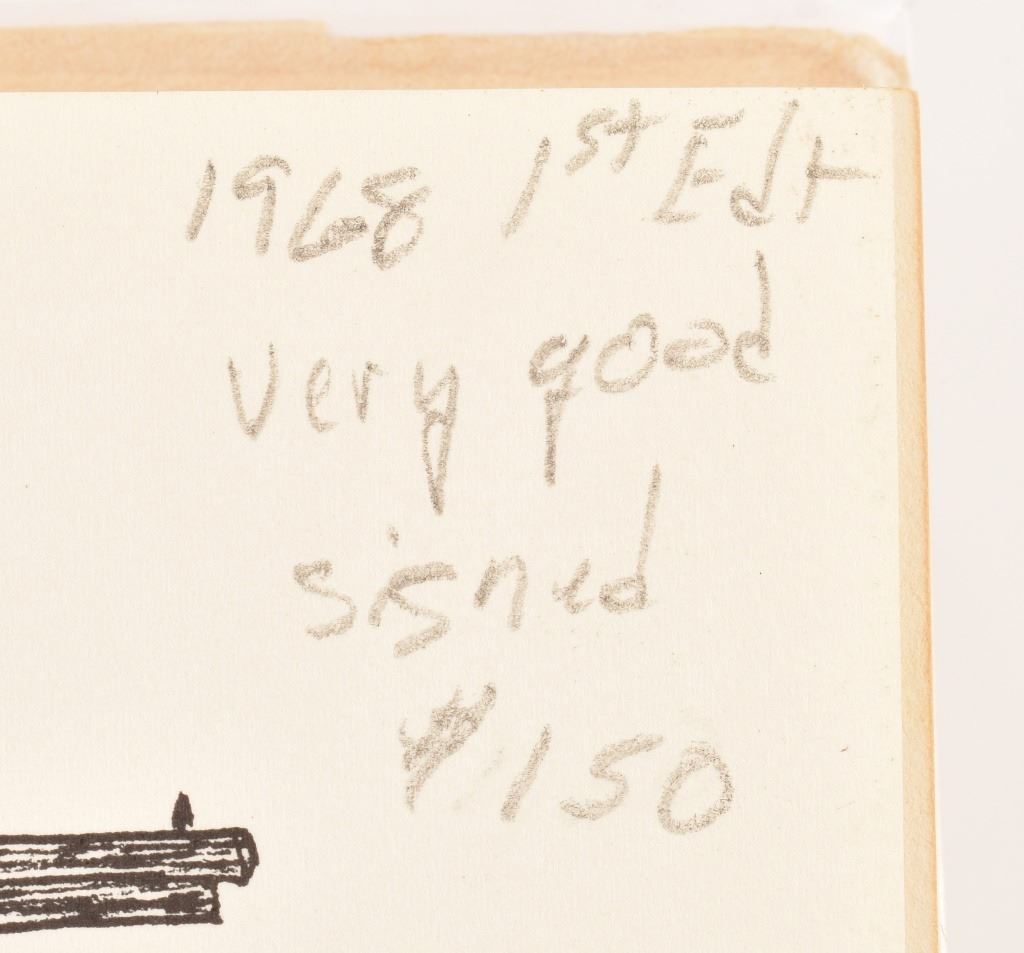 1968 1st Edt
very good
signed
$150